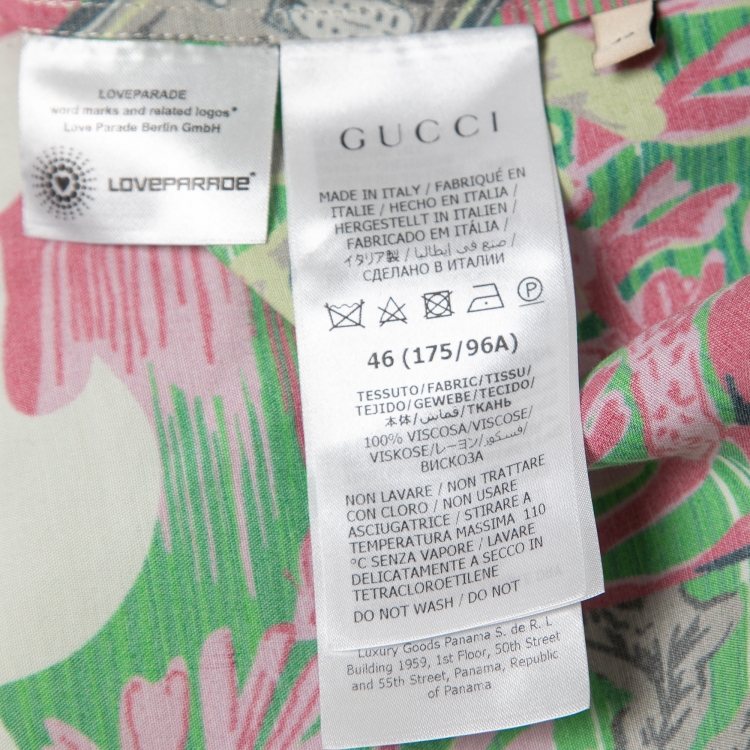 LOVEPARADE
word marks and related logos*
Love Parade Berlin GmbH
LOVEPARADE
GUCCI
MADE IN ITALY / FABRIQUÉ EN
ITALIE / HECHO EN ITALIA /
HERGESTELLT IN ITALIEN /
FABRICADO EM ITÁLIA /
イタリア製 / صنع في إيطاليا /
СДЕЛАНО В ИТАЛИИ
P
46 (175/96A)
TESSUTO/FABRIC/TISSU/
TEJIDO/GEWEBE/TECIDO/
本体/قماش/ТКАНЬ
100% VISCOSA/VISCOSE/
VISKOSE/レーヨン/فسكوز/
ВИСКОЗА
NON LAVARE / NON TRATTARE
CON CLORO / NON USARE
ASCIUGATRICE / STIRARE A
TEMPERATURA MASSIMA 110
°C SENZA VAPORE / LAVARE
DELICATAMENTE A SECCO IN
TETRACLOROETILENE
DO NOT WASH / DO NOT
Luxury Goods Panama S. de R. L
Building 1959, 1st Floor, 50th Street
and 55th Street, Panama, Republic
of Panama